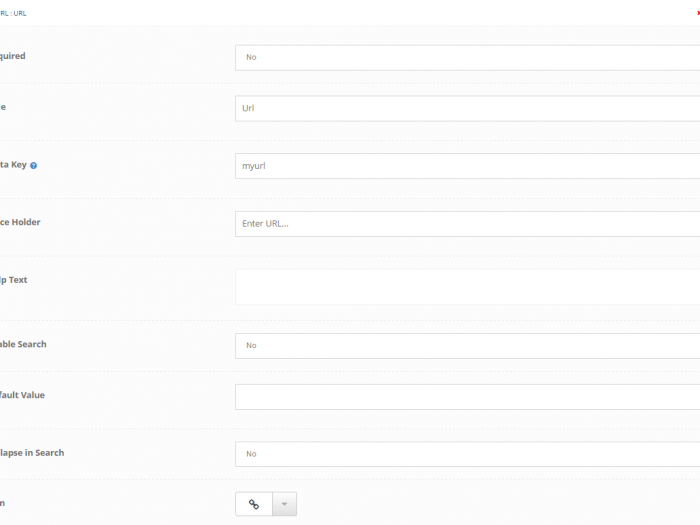 RL : URL
quired
No
e
Url
ta Key
myurl
ce Holder
Enter URL...
lp Text
able Search
No
fault Value
lapse in Search
No
n